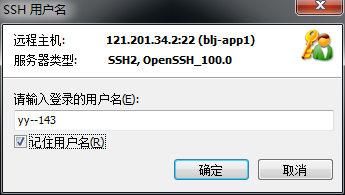 SSH 用户名
远程主机: 121.201.34.2:22 (blj-app1)
服务器类型: SSH2, OpenSSH_100.0
请输入登录的用户名(E):
yy--143
记住用户名(R)
确定 取消